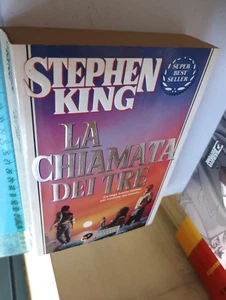 STEPHEN
KING
SUPER
BEST
SELLER
LA
CHIAMATA
DEI TRE